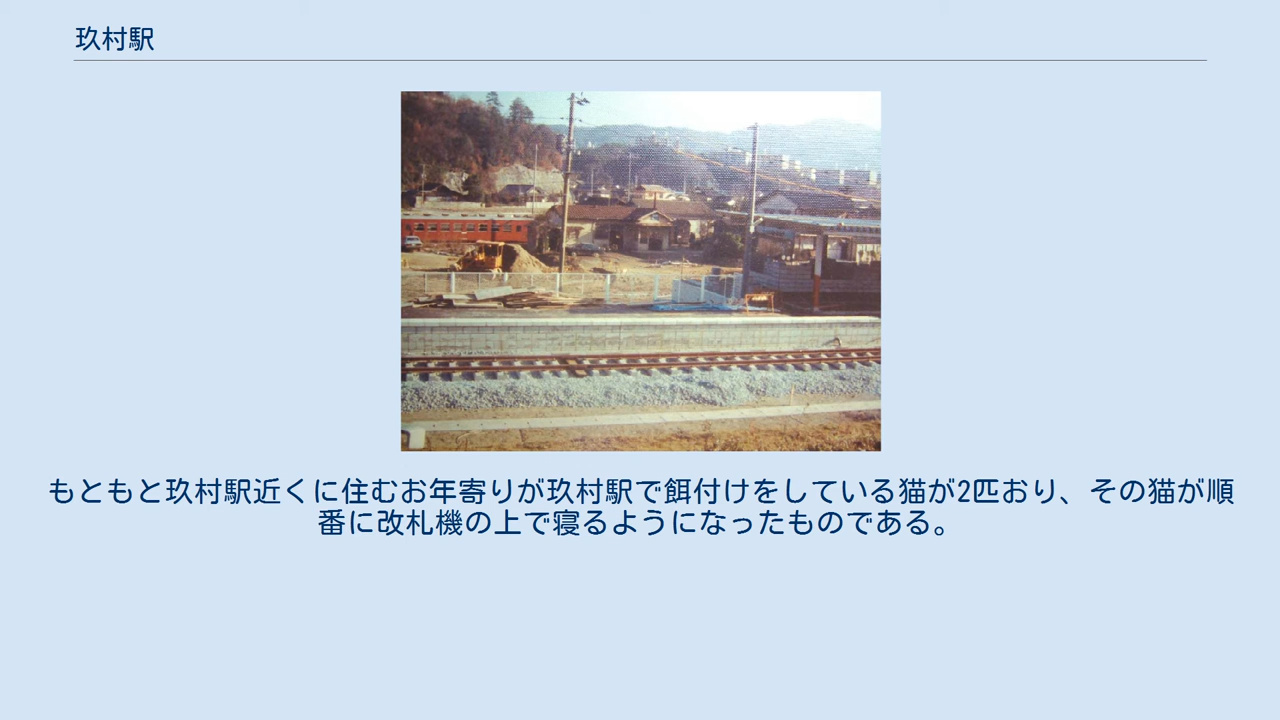 玖村駅
もともと玖村駅近くに住むお年寄りが玖村駅で餌付けをしている猫が2匹おり、その猫が順
番に改札機の上で寝るようになったものである。